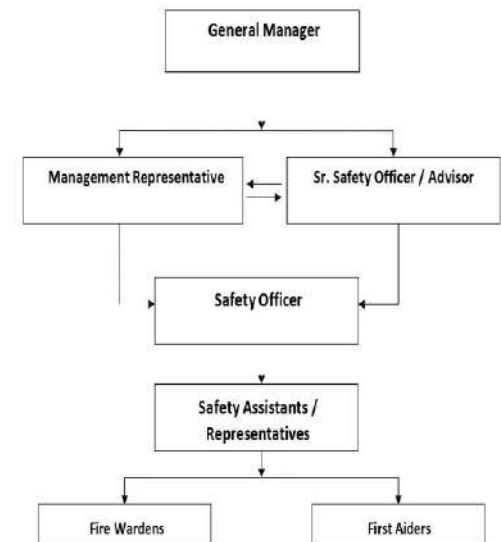 General Manager
Management Representative
Sr. Safety Officer / Advisor
Safety Officer
Safety Assistants /
Representatives
Fire Wardens
First Aiders